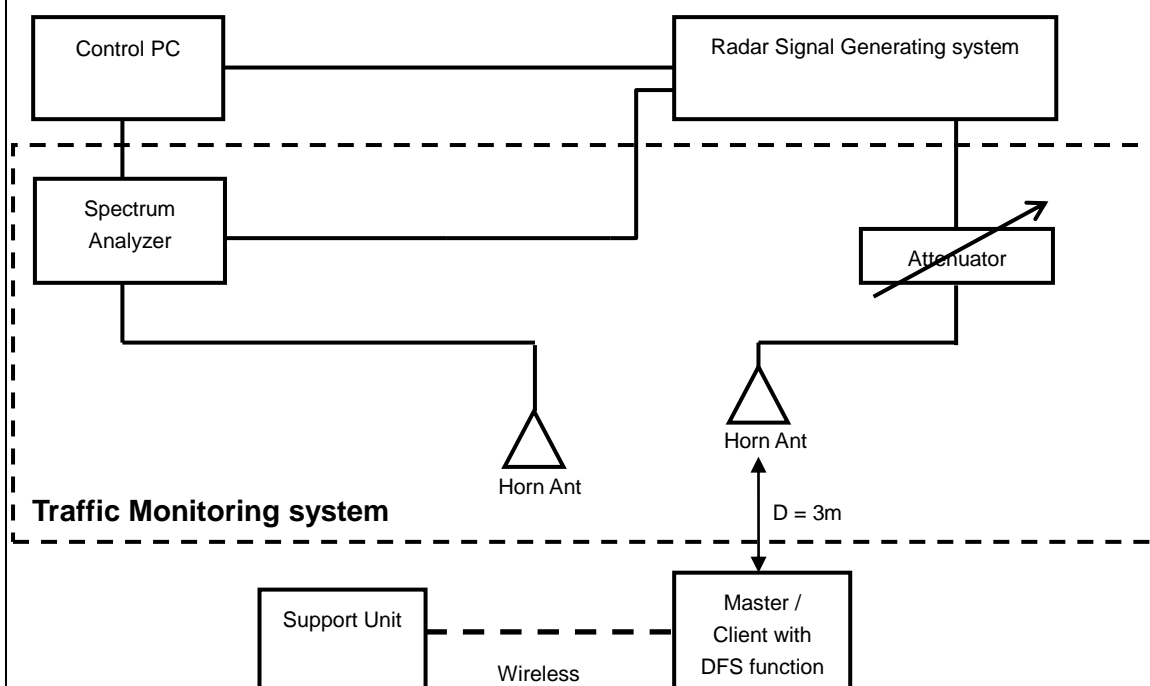 Control PC
Radar Signal Generating system
Spectrum
Analyzer
Attenuator
Horn Ant
Horn Ant
Traffic Monitoring system
D = 3m
Support Unit
Wireless
Master /
Client with
DFS function